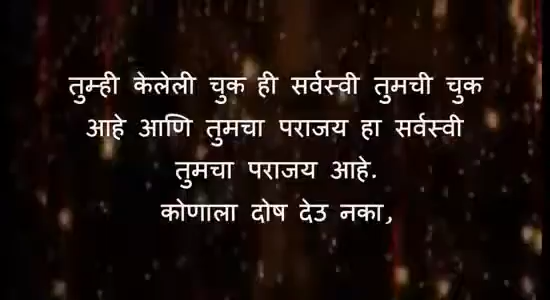 तुम्ही केलेली चुक ही सर्वस्वी तुमची चुक
आहे आणि तुमचा पराजय हा सर्वस्वी
तुमचा पराजय आहे.
कोणाला दोष देउ नका,